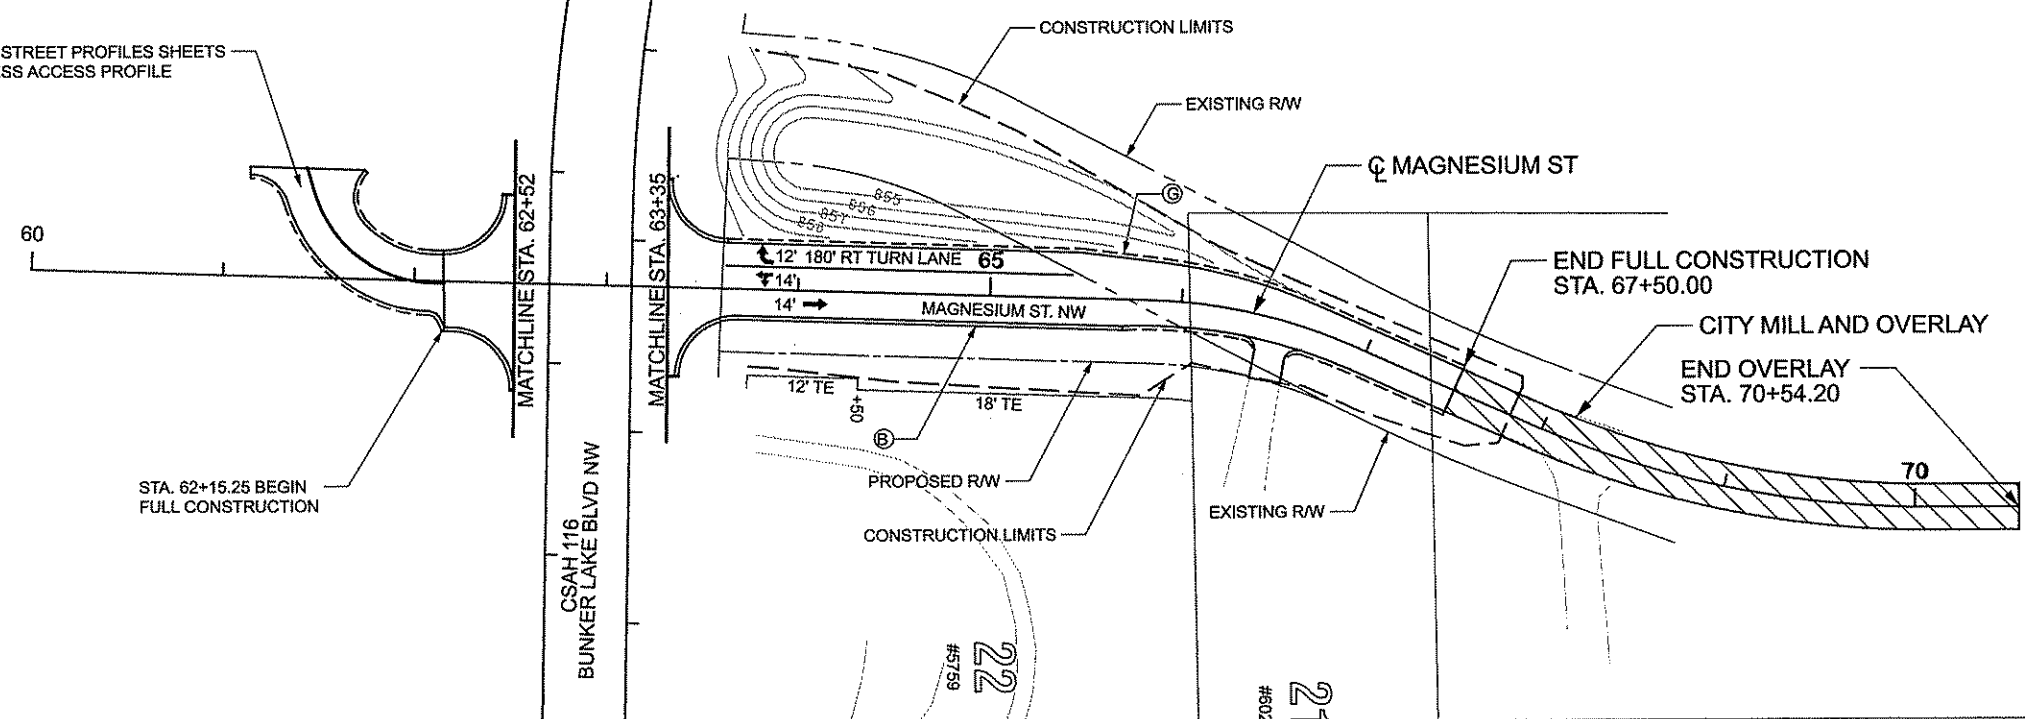 CONSTRUCTION LIMITS
STREET PROFILES SHEETS
ESS ACCESS PROFILE
EXISTING R/W
℄ MAGNESIUM ST
MATCHLINE STA. 62+52
MATCHLINE STA. 63+35
G
855
856
857
858
60
12' 180' RT TURN LANE
65
14'
14'
MAGNESIUM ST. NW
END FULL CONSTRUCTION
STA. 67+50.00
CITY MILL AND OVERLAY
END OVERLAY
STA. 70+54.20
12' TE
+50
18' TE
B
PROPOSED R/W
70
STA. 62+15.25 BEGIN
FULL CONSTRUCTION
EXISTING R/W
CONSTRUCTION LIMITS
CSAH 116
BUNKER LAKE BLVD NW
22
#5759
21
#602